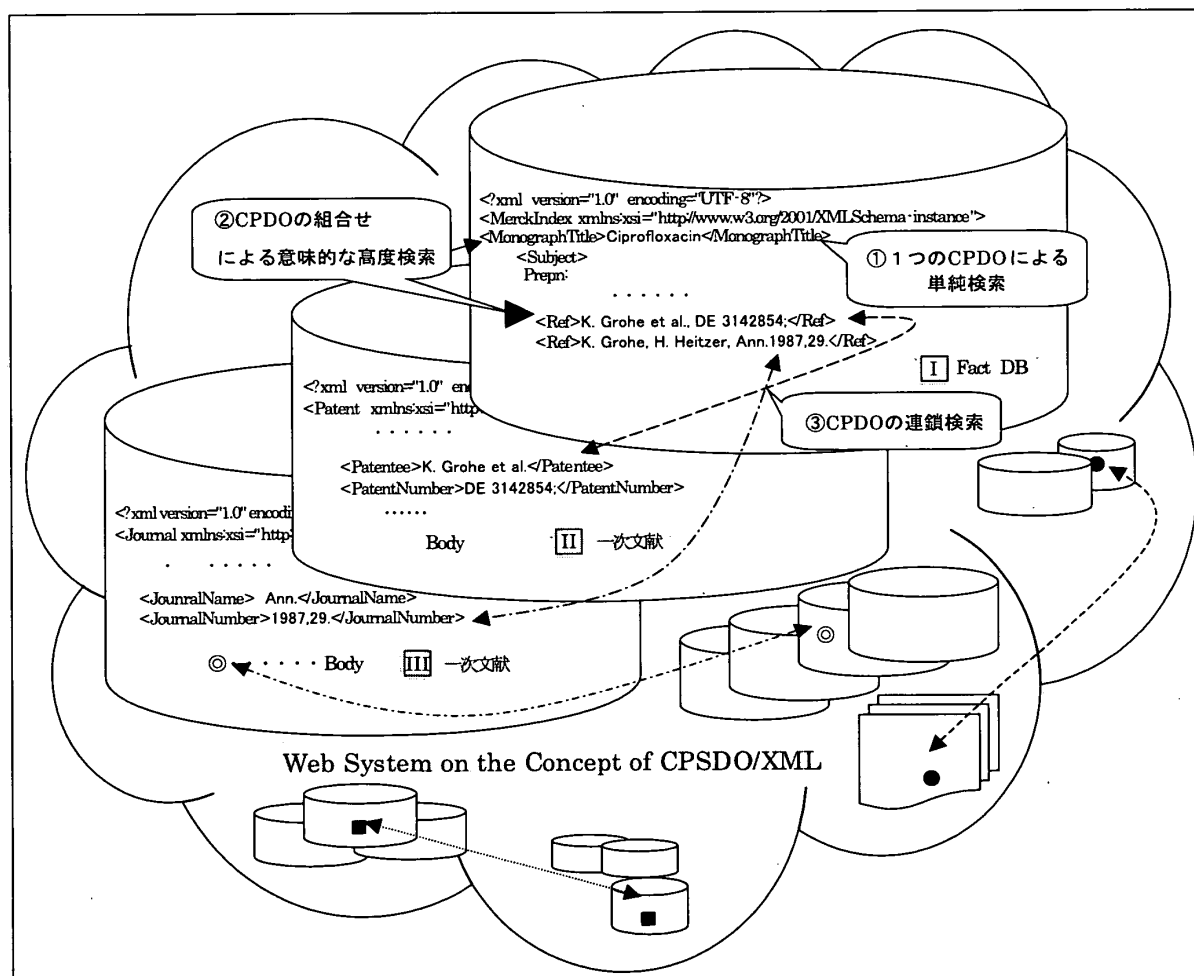 <?xml version="1.0" encoding="UTF-8"?>
<MerckIndex xmlns:xsi="http://www.w3.org/2001/XMLSchema-instance">
<MonographTitle>Ciprofloxacin</MonographTitle>
<Subject>
Prepn:
. . . . . .
<Ref>K. Grohe et al., DE 3142854;</Ref>
<Ref>K. Grohe, H. Heitzer, Ann.1987,29.</Ref>
I Fact DB
②CPDOの組合せ
による意味的な高度検索
①１つのCPDOによる
単純検索
③CPDOの連鎖検索
<?xml version="1.0" en
<Patent xmlns:xsi="http
. . . . . .
<Patentee>K. Grohe et al.</Patentee>
<PatentNumber>DE 3142854;</PatentNumber>
......
Body II 一次文献
<?xml version="1.0" encodi
<Journal xmlns:xsi="http
. . . . . .
<JounralName> Ann.</JournalName>
<JournalNumber>1987,29.</JournalNumber>
◎ . . . . Body III 一次文献
◎
Web System on the Concept of CPSDO/XML